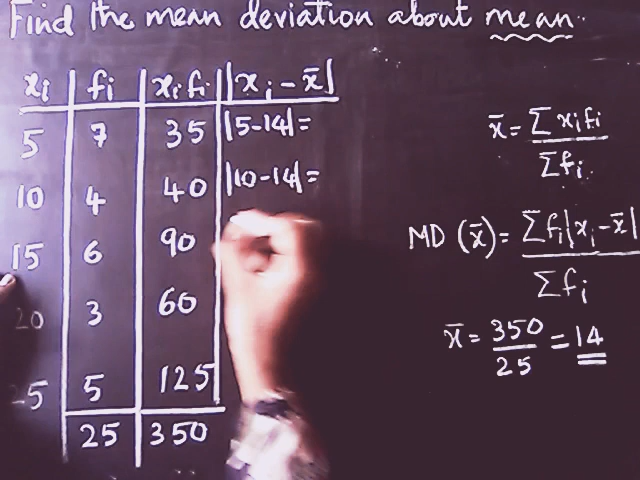 Find the mean deviation about mean.
xᵢ fᵢ xᵢfᵢ |xᵢ - x̄|
5 7 35 |5-14|=
10 4 40 |10-14|=
15 6 90
20 3 60
25 5 125
25 350
x̄ = Σxᵢfᵢ / Σfᵢ
MD (x̄) = Σfᵢ|xᵢ - x̄| / Σfᵢ
x̄ = 350 / 25 = 14